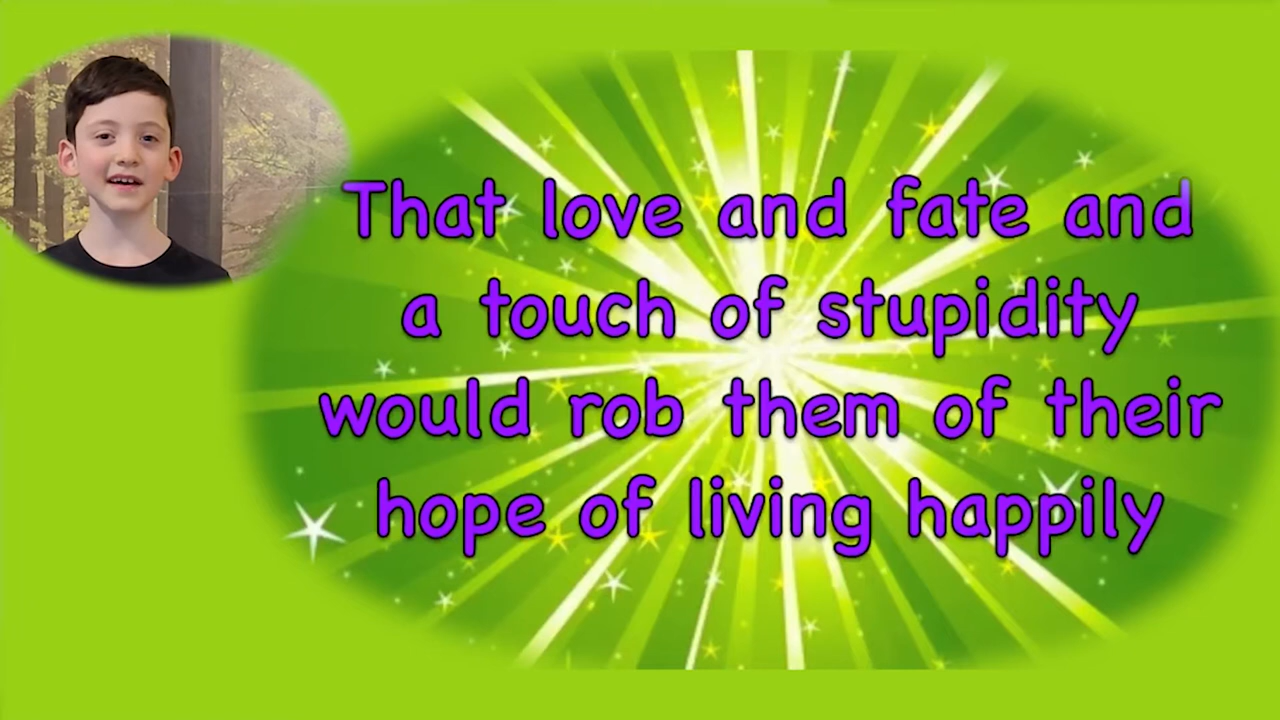 That love and fate and
a touch of stupidity
would rob them of their
hope of living happily